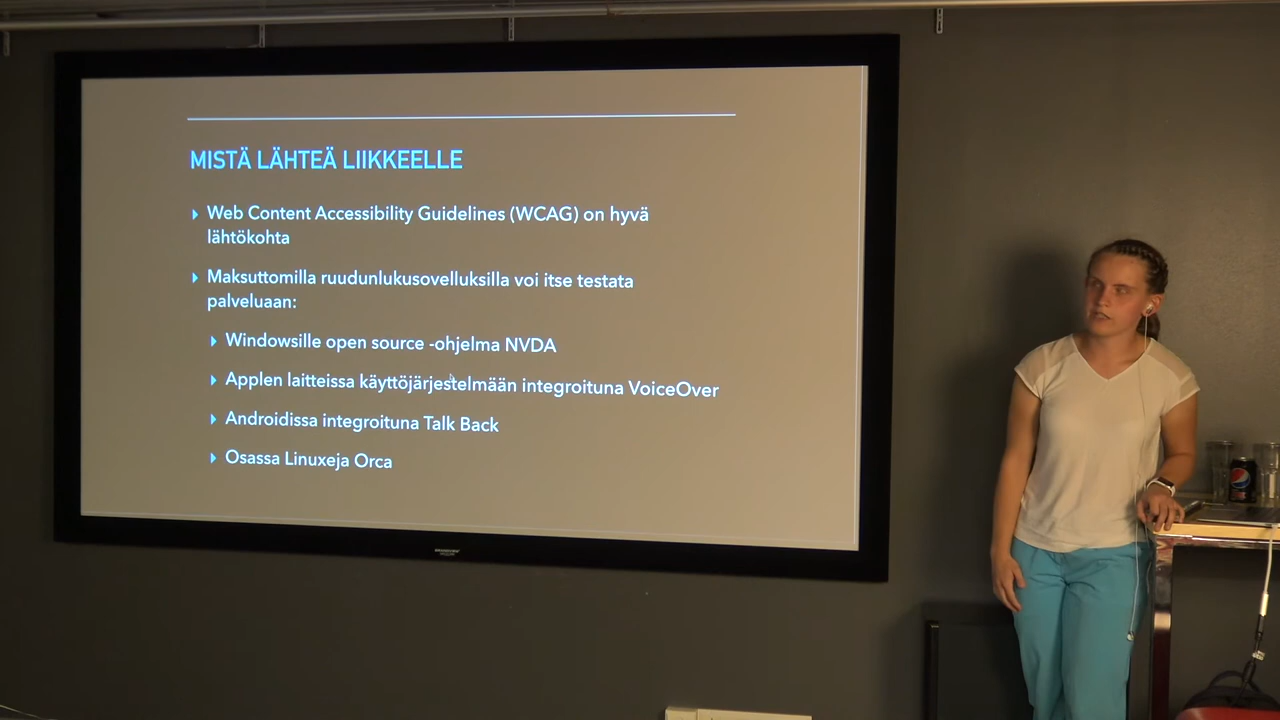 MISTÄ LÄHTEÄ LIIKKEELLE
Web Content Accessibility Guidelines (WCAG) on hyvä
lähtökohta
Maksuttomilla ruudunlukusovelluksilla voi itse testata
palveluaan:
Windowsille open source -ohjelma NVDA
Applen laitteissa käyttöjärjestelmään integroituna VoiceOver
Androidissa integroituna Talk Back
Osassa Linuxeja Orca